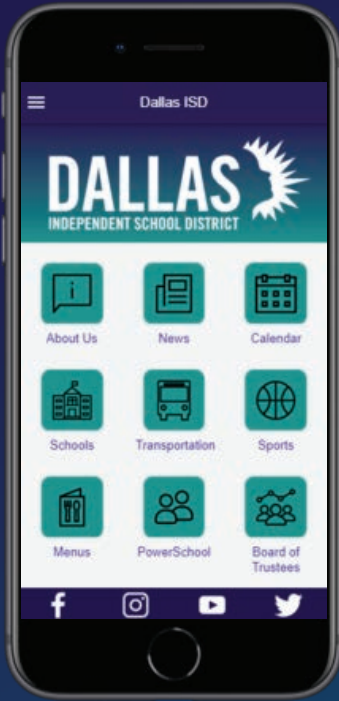 Dallas ISD
DALLAS
INDEPENDENT SCHOOL DISTRICT
i
About Us
News
Calendar
Schools
Transportation
Sports
Menus
PowerSchool
Board of
Trustees